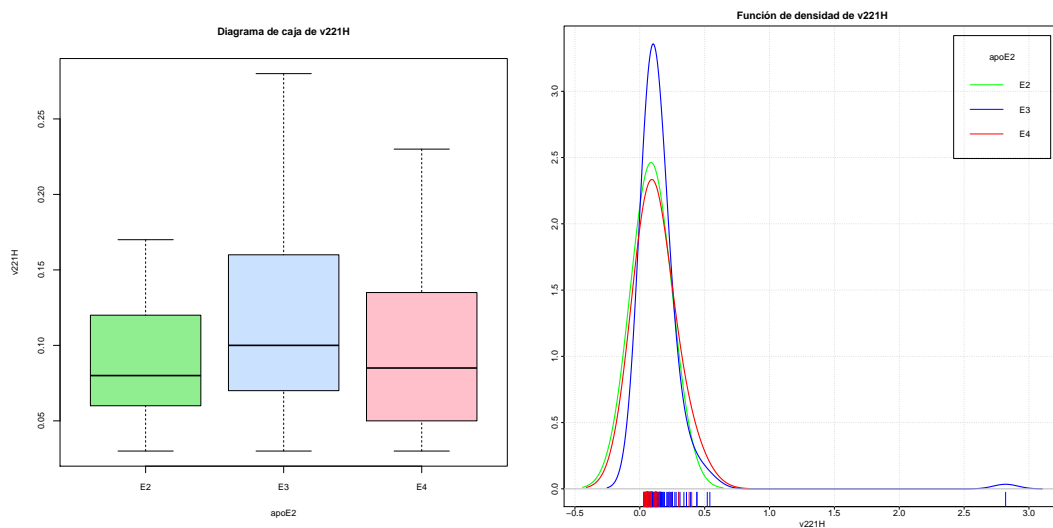 Diagrama de caja de v221H
v221H
0.25
0.20
0.15
0.10
0.05
E2
E3
E4
apoE2
Función de densidad de v221H
apoE2
E2
E3
E4
3.0
2.5
2.0
1.5
1.0
0.5
0.0
−0.5
0.0
0.5
1.0
1.5
2.0
2.5
3.0
v221H